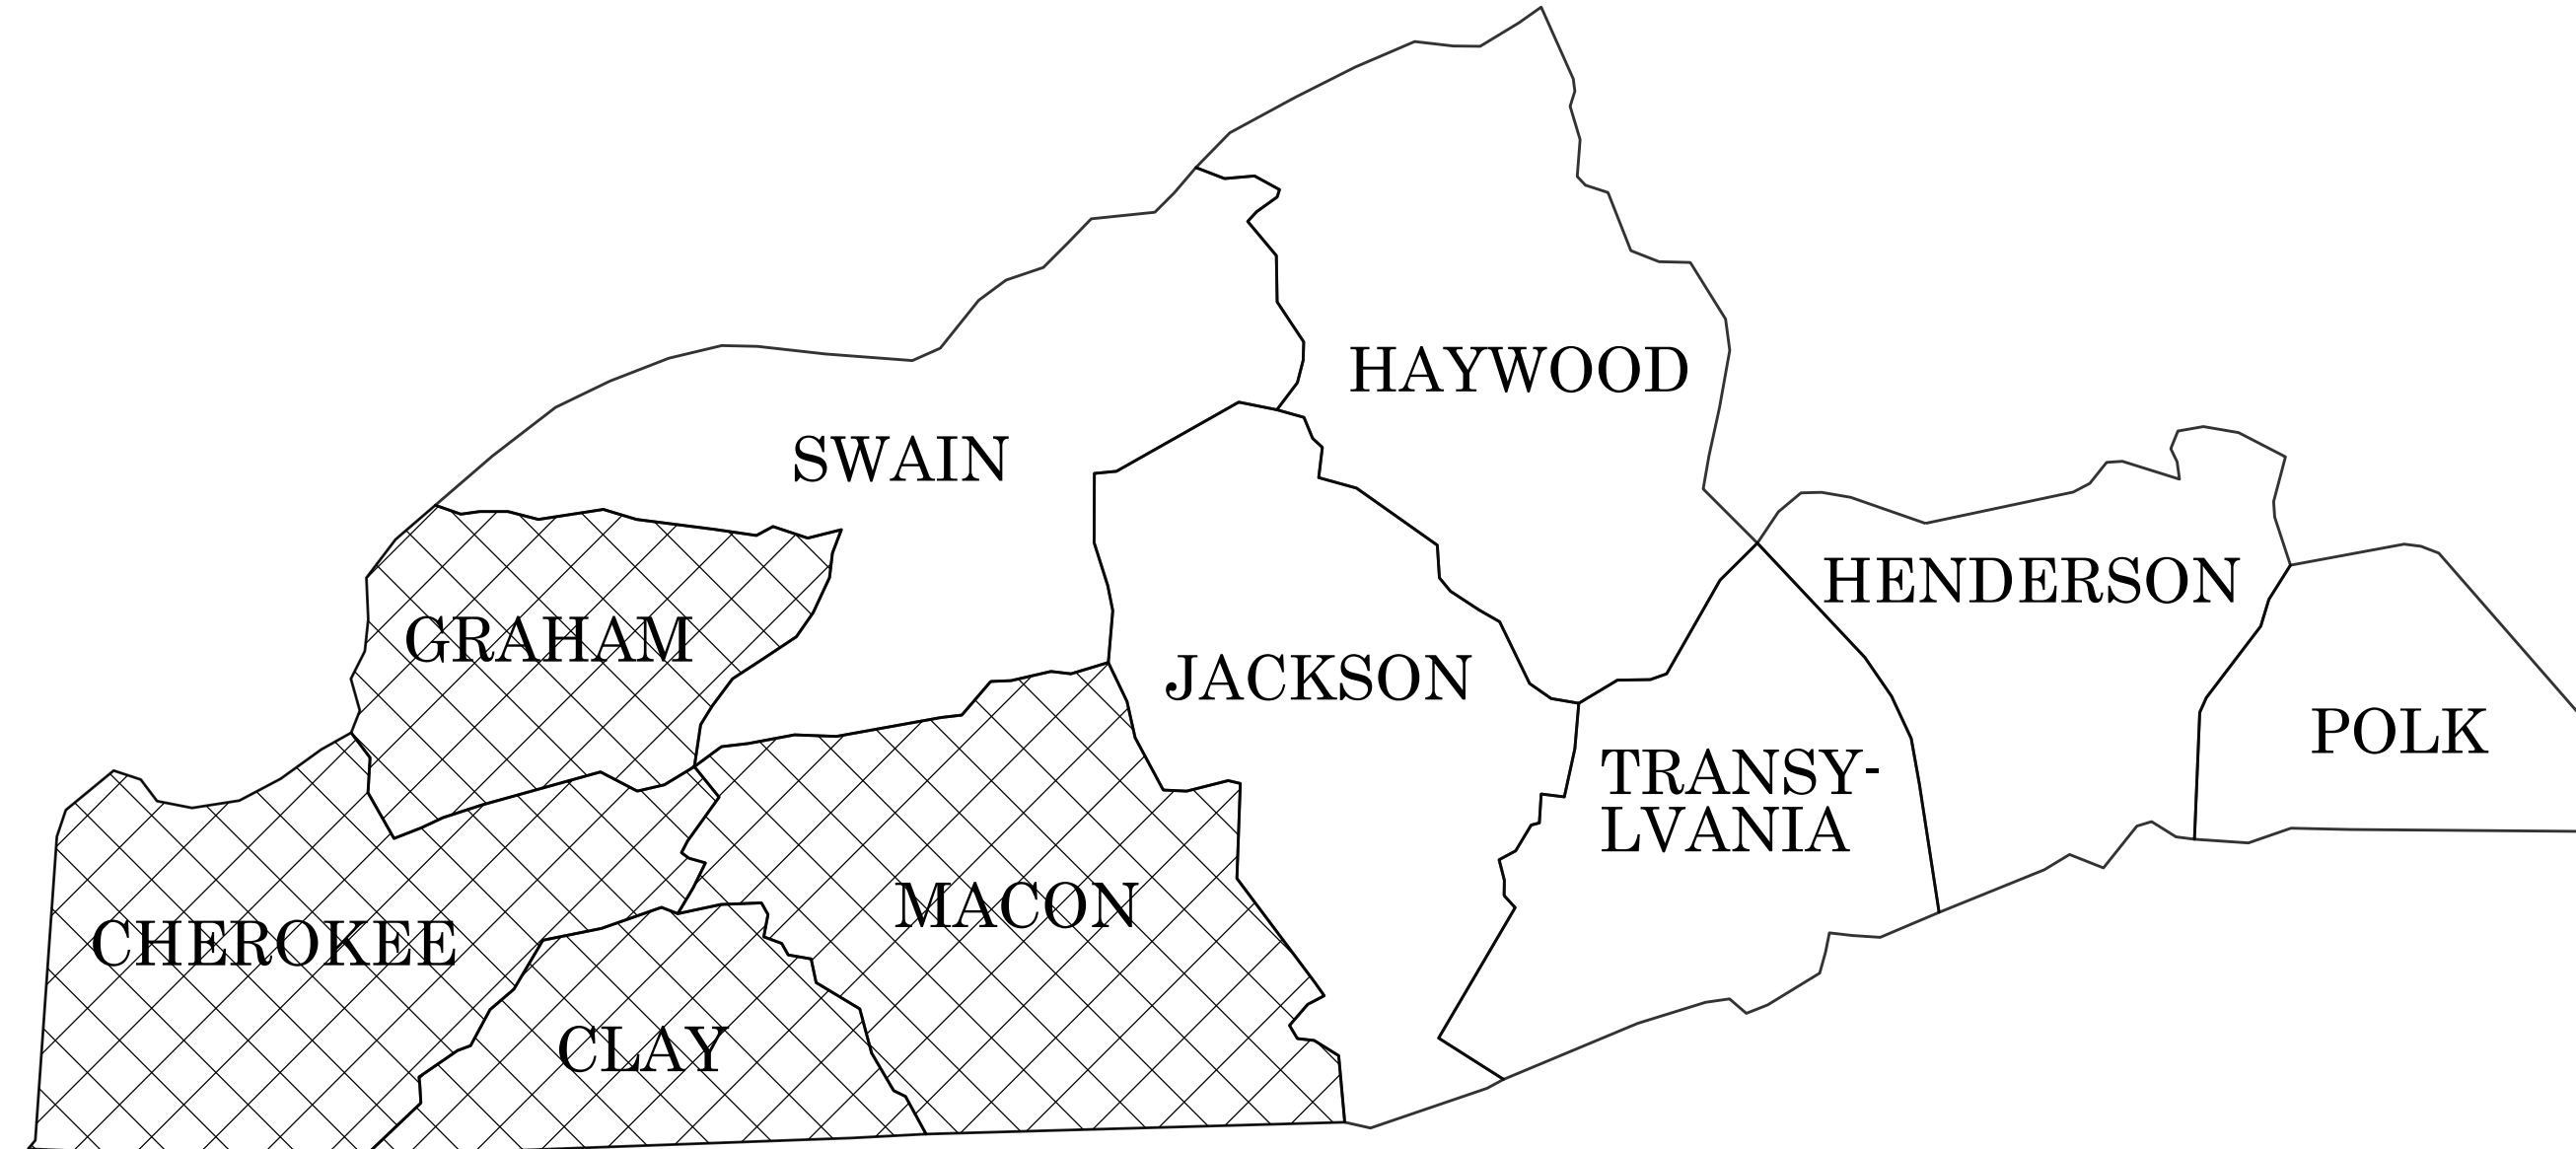 HAYWOOD
SWAIN
HENDERSON
GRAHAM
JACKSON
POLK
TRANSY-
LVANIA
MACON
CHEROKEE
CLAY